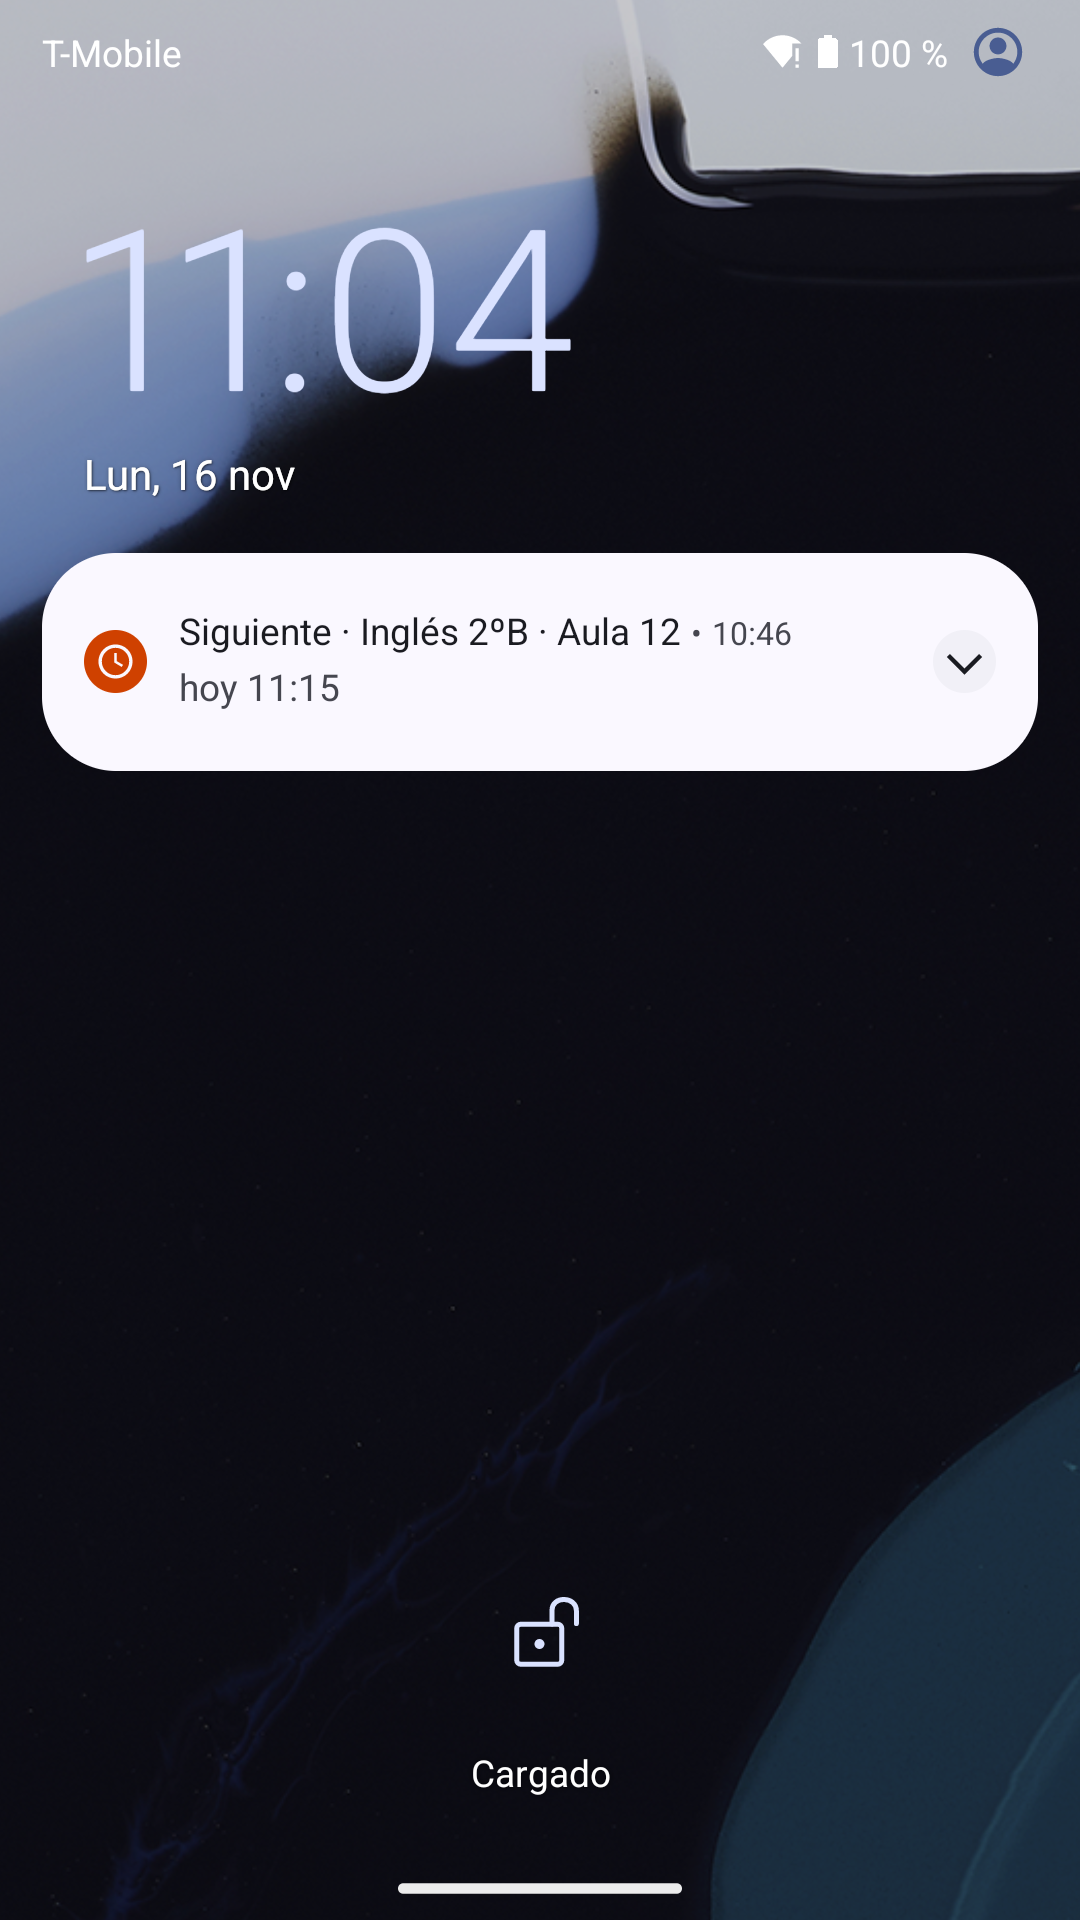 T-Mobile
100 %
11:04
Lun, 16 nov
Siguiente · Inglés 2ºB · Aula 12 • 10:46
hoy 11:15
Cargado